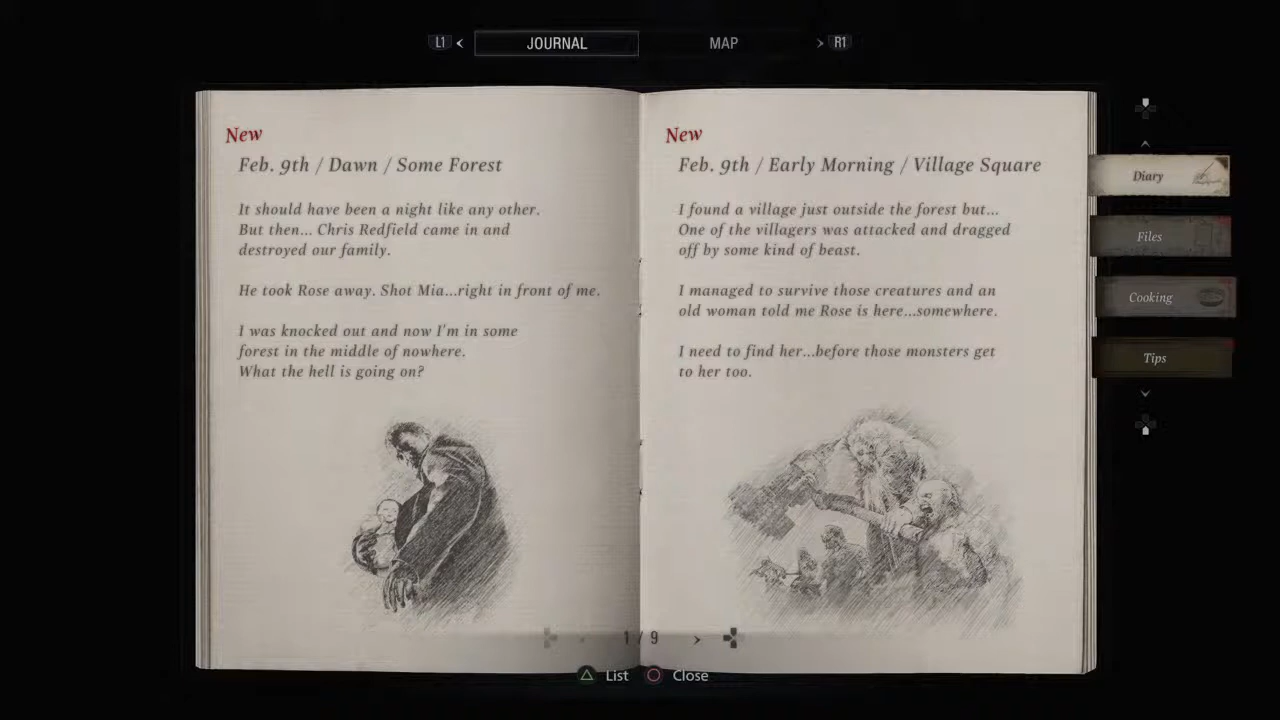 L1 JOURNAL MAP R1
New
Feb. 9th / Dawn / Some Forest
It should have been a night like any other.
But then... Chris Redfield came in and
destroyed our family.
He took Rose away. Shot Mia...right in front of me.
I was knocked out and now I'm in some
forest in the middle of nowhere.
What the hell is going on?
New
Feb. 9th / Early Morning / Village Square
I found a village just outside the forest but...
One of the villagers was attacked and dragged
off by some kind of beast.
I managed to survive those creatures and an
old woman told me Rose is here...somewhere.
I need to find her...before those monsters get
to her too.
Diary
Files
Cooking
Tips
1 / 9
List Close